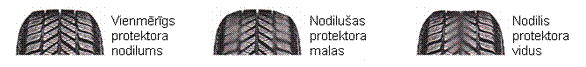 Vienmērīgs
protektora
nodilums
Nodilušas
protektora
malas
Nodilis
protektora
vidus